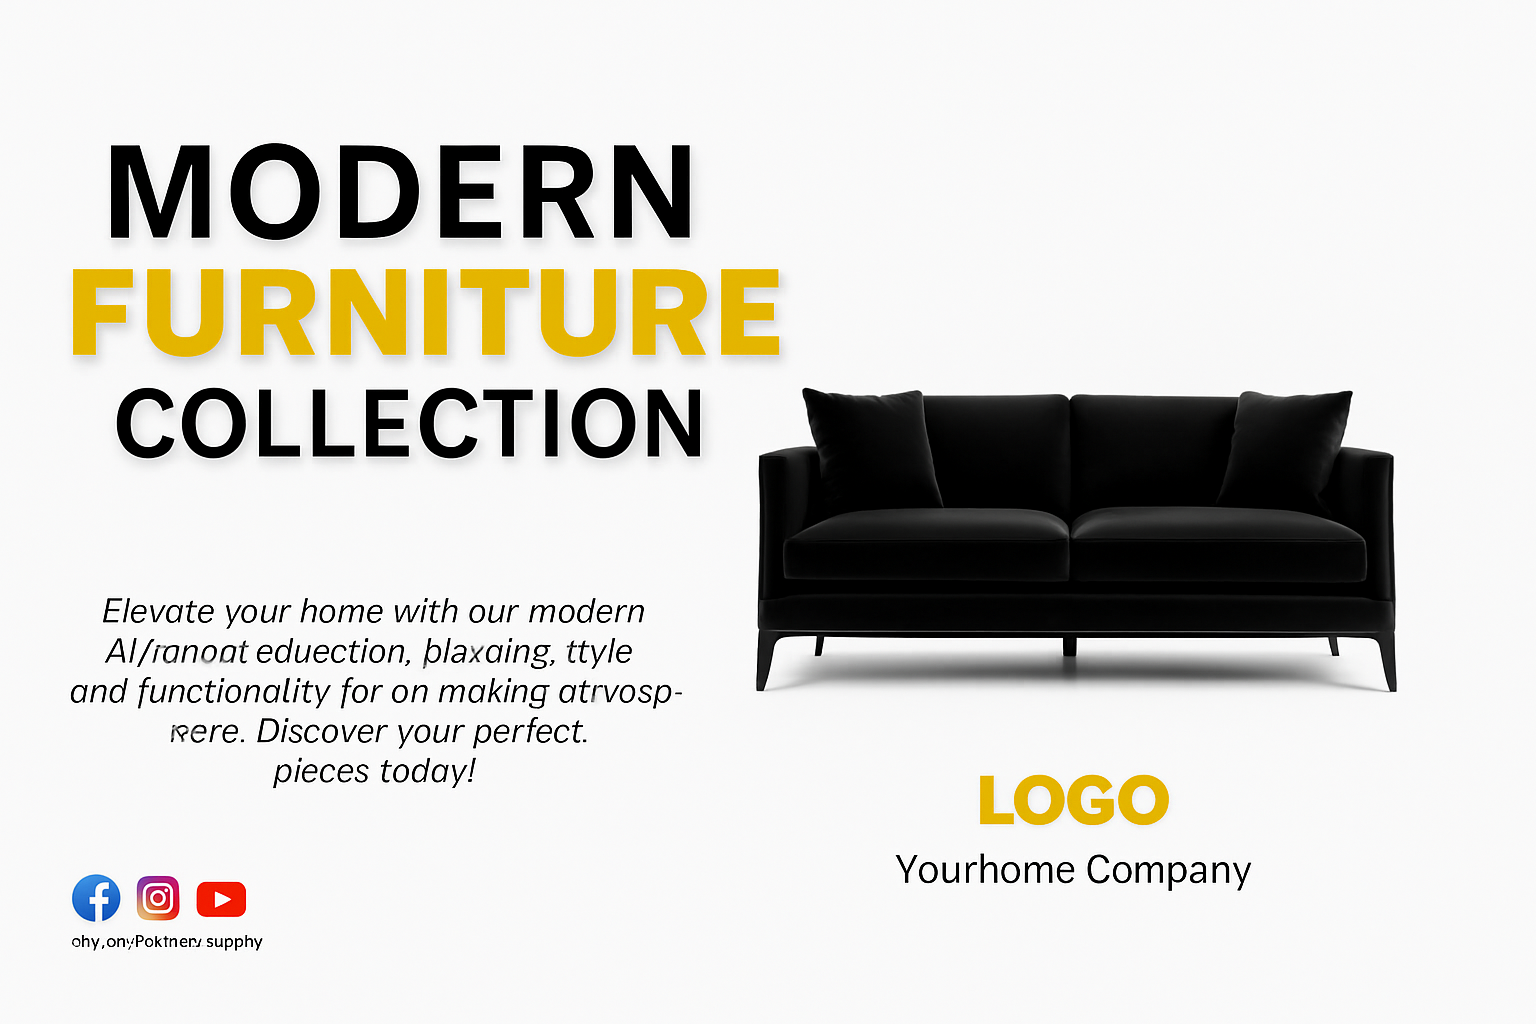 MODERN
FURNITURE
COLLECTION
Elevate your home with our modern
eduection, ttyle
and functionality for on making atrvosp-
Discover your perfect.
pieces today!
LOGO
Yourhome Company
supphy